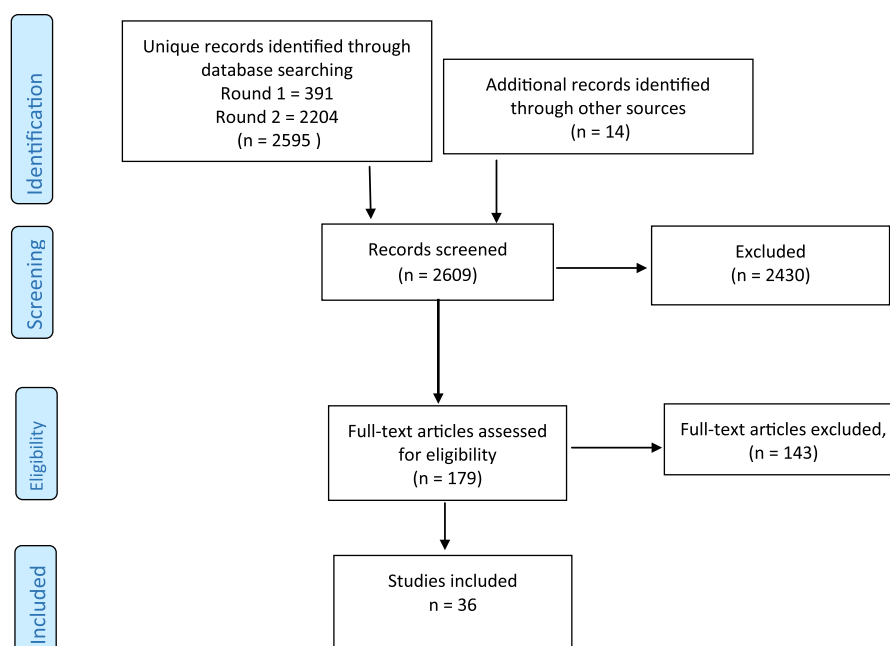 Identification
Unique records identified through
database searching
Round 1 = 391
Round 2 = 2204
(n = 2595 )
Additional records identified
through other sources
(n = 14)
Screening
Records screened
(n = 2609)
Excluded
(n = 2430)
Eligibility
Full-text articles assessed
for eligibility
(n = 179)
Full-text articles excluded,
(n = 143)
Included
Studies included
n = 36